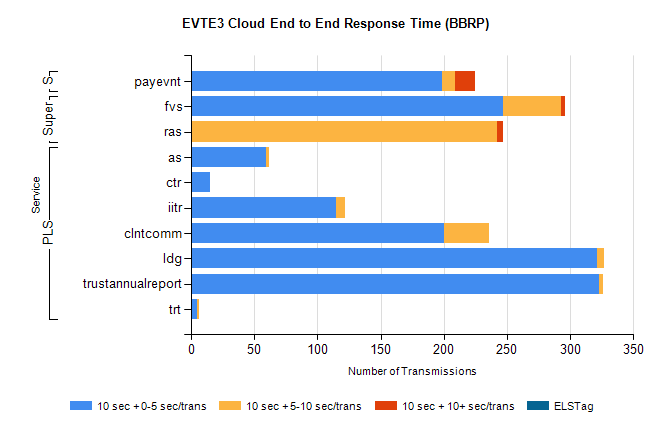 EVTE3 Cloud End to End Response Time (BBRP)
Service
LS
Super
PLS
payevnt
fvs
ras
as
ctr
iitr
clntcomm
ldg
trustannualreport
trt
0 50 100 150 200 250 300 350
Number of Transmissions
10 sec +0-5 sec/trans 10 sec +5-10 sec/trans 10 sec + 10+ sec/trans ELSTag